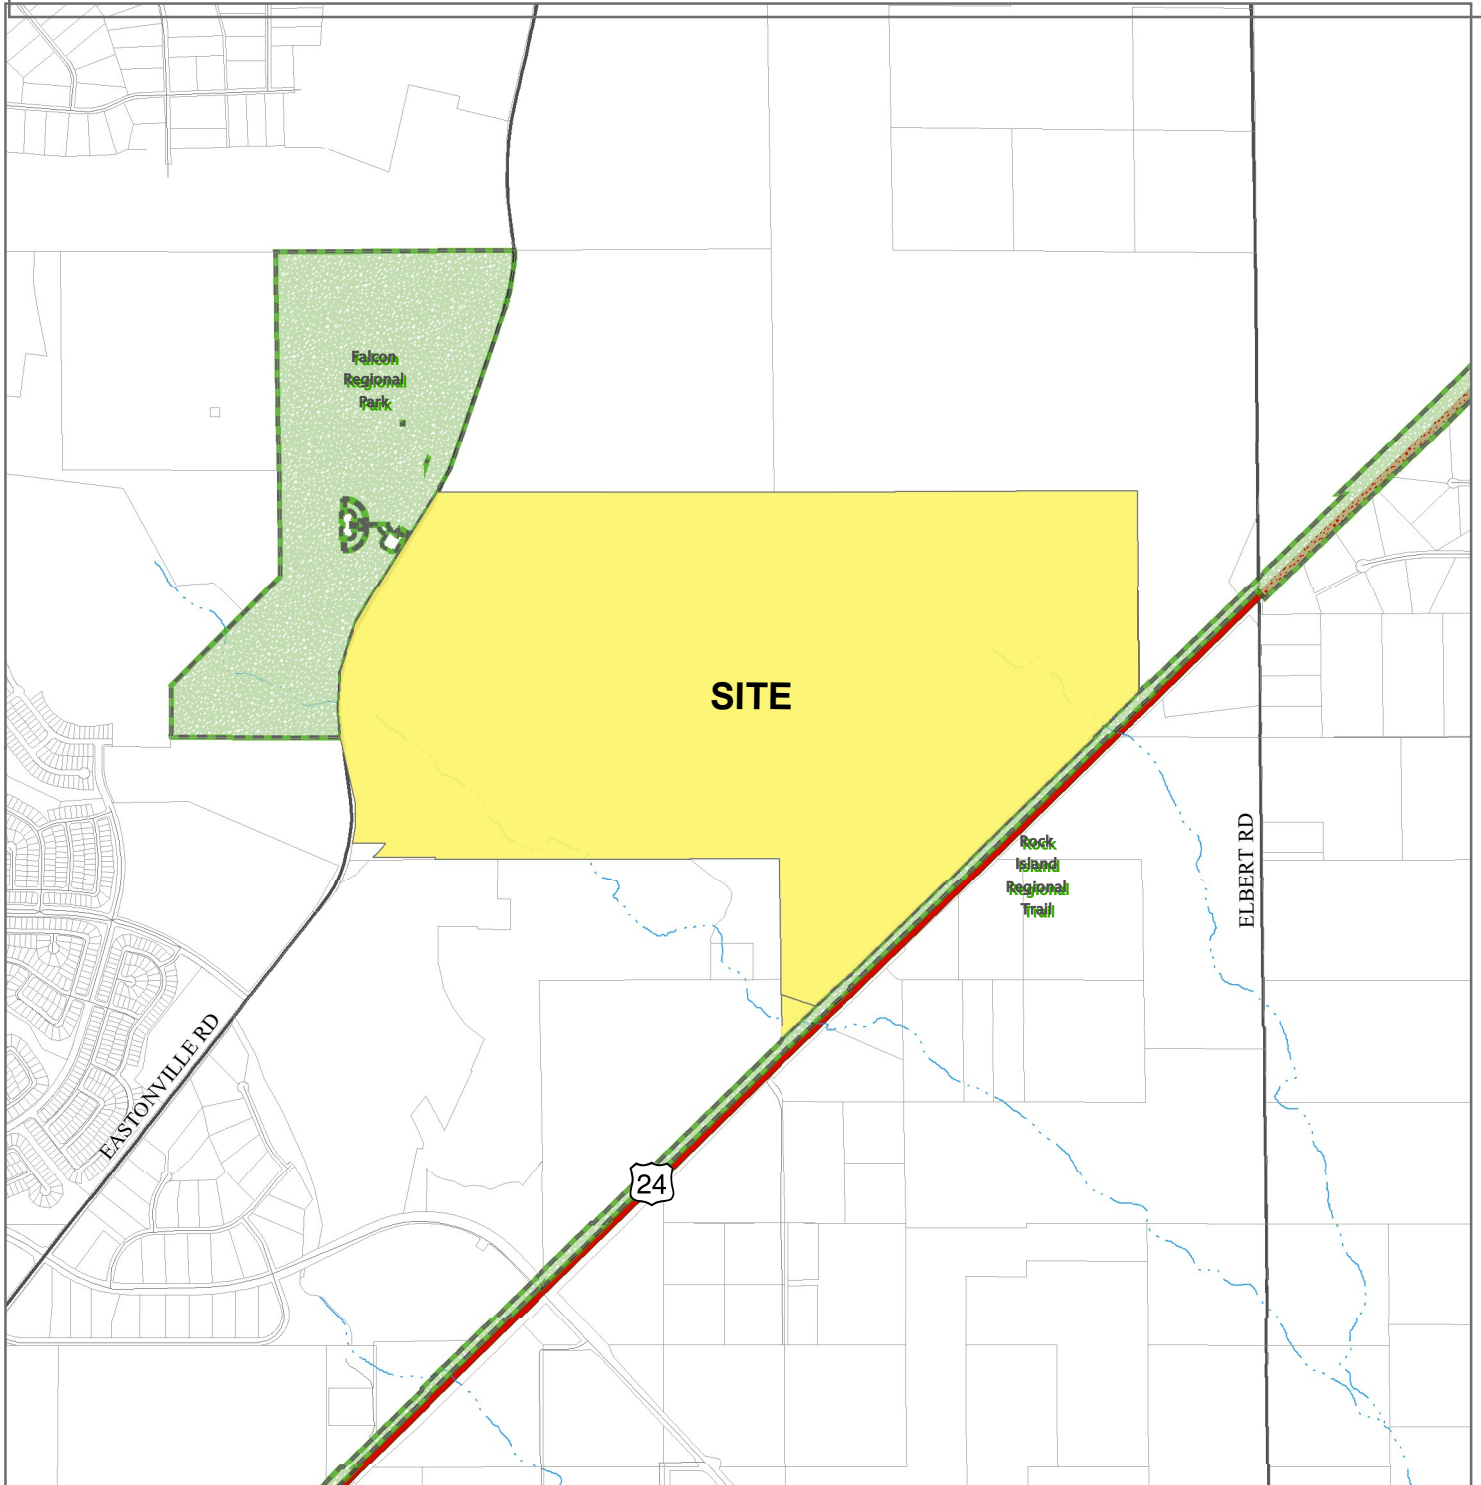 Falcon
Regional
Park
SITE
Rock
Island
Regional
Trail
ELBERT RD
EASTONVILLE RD
24